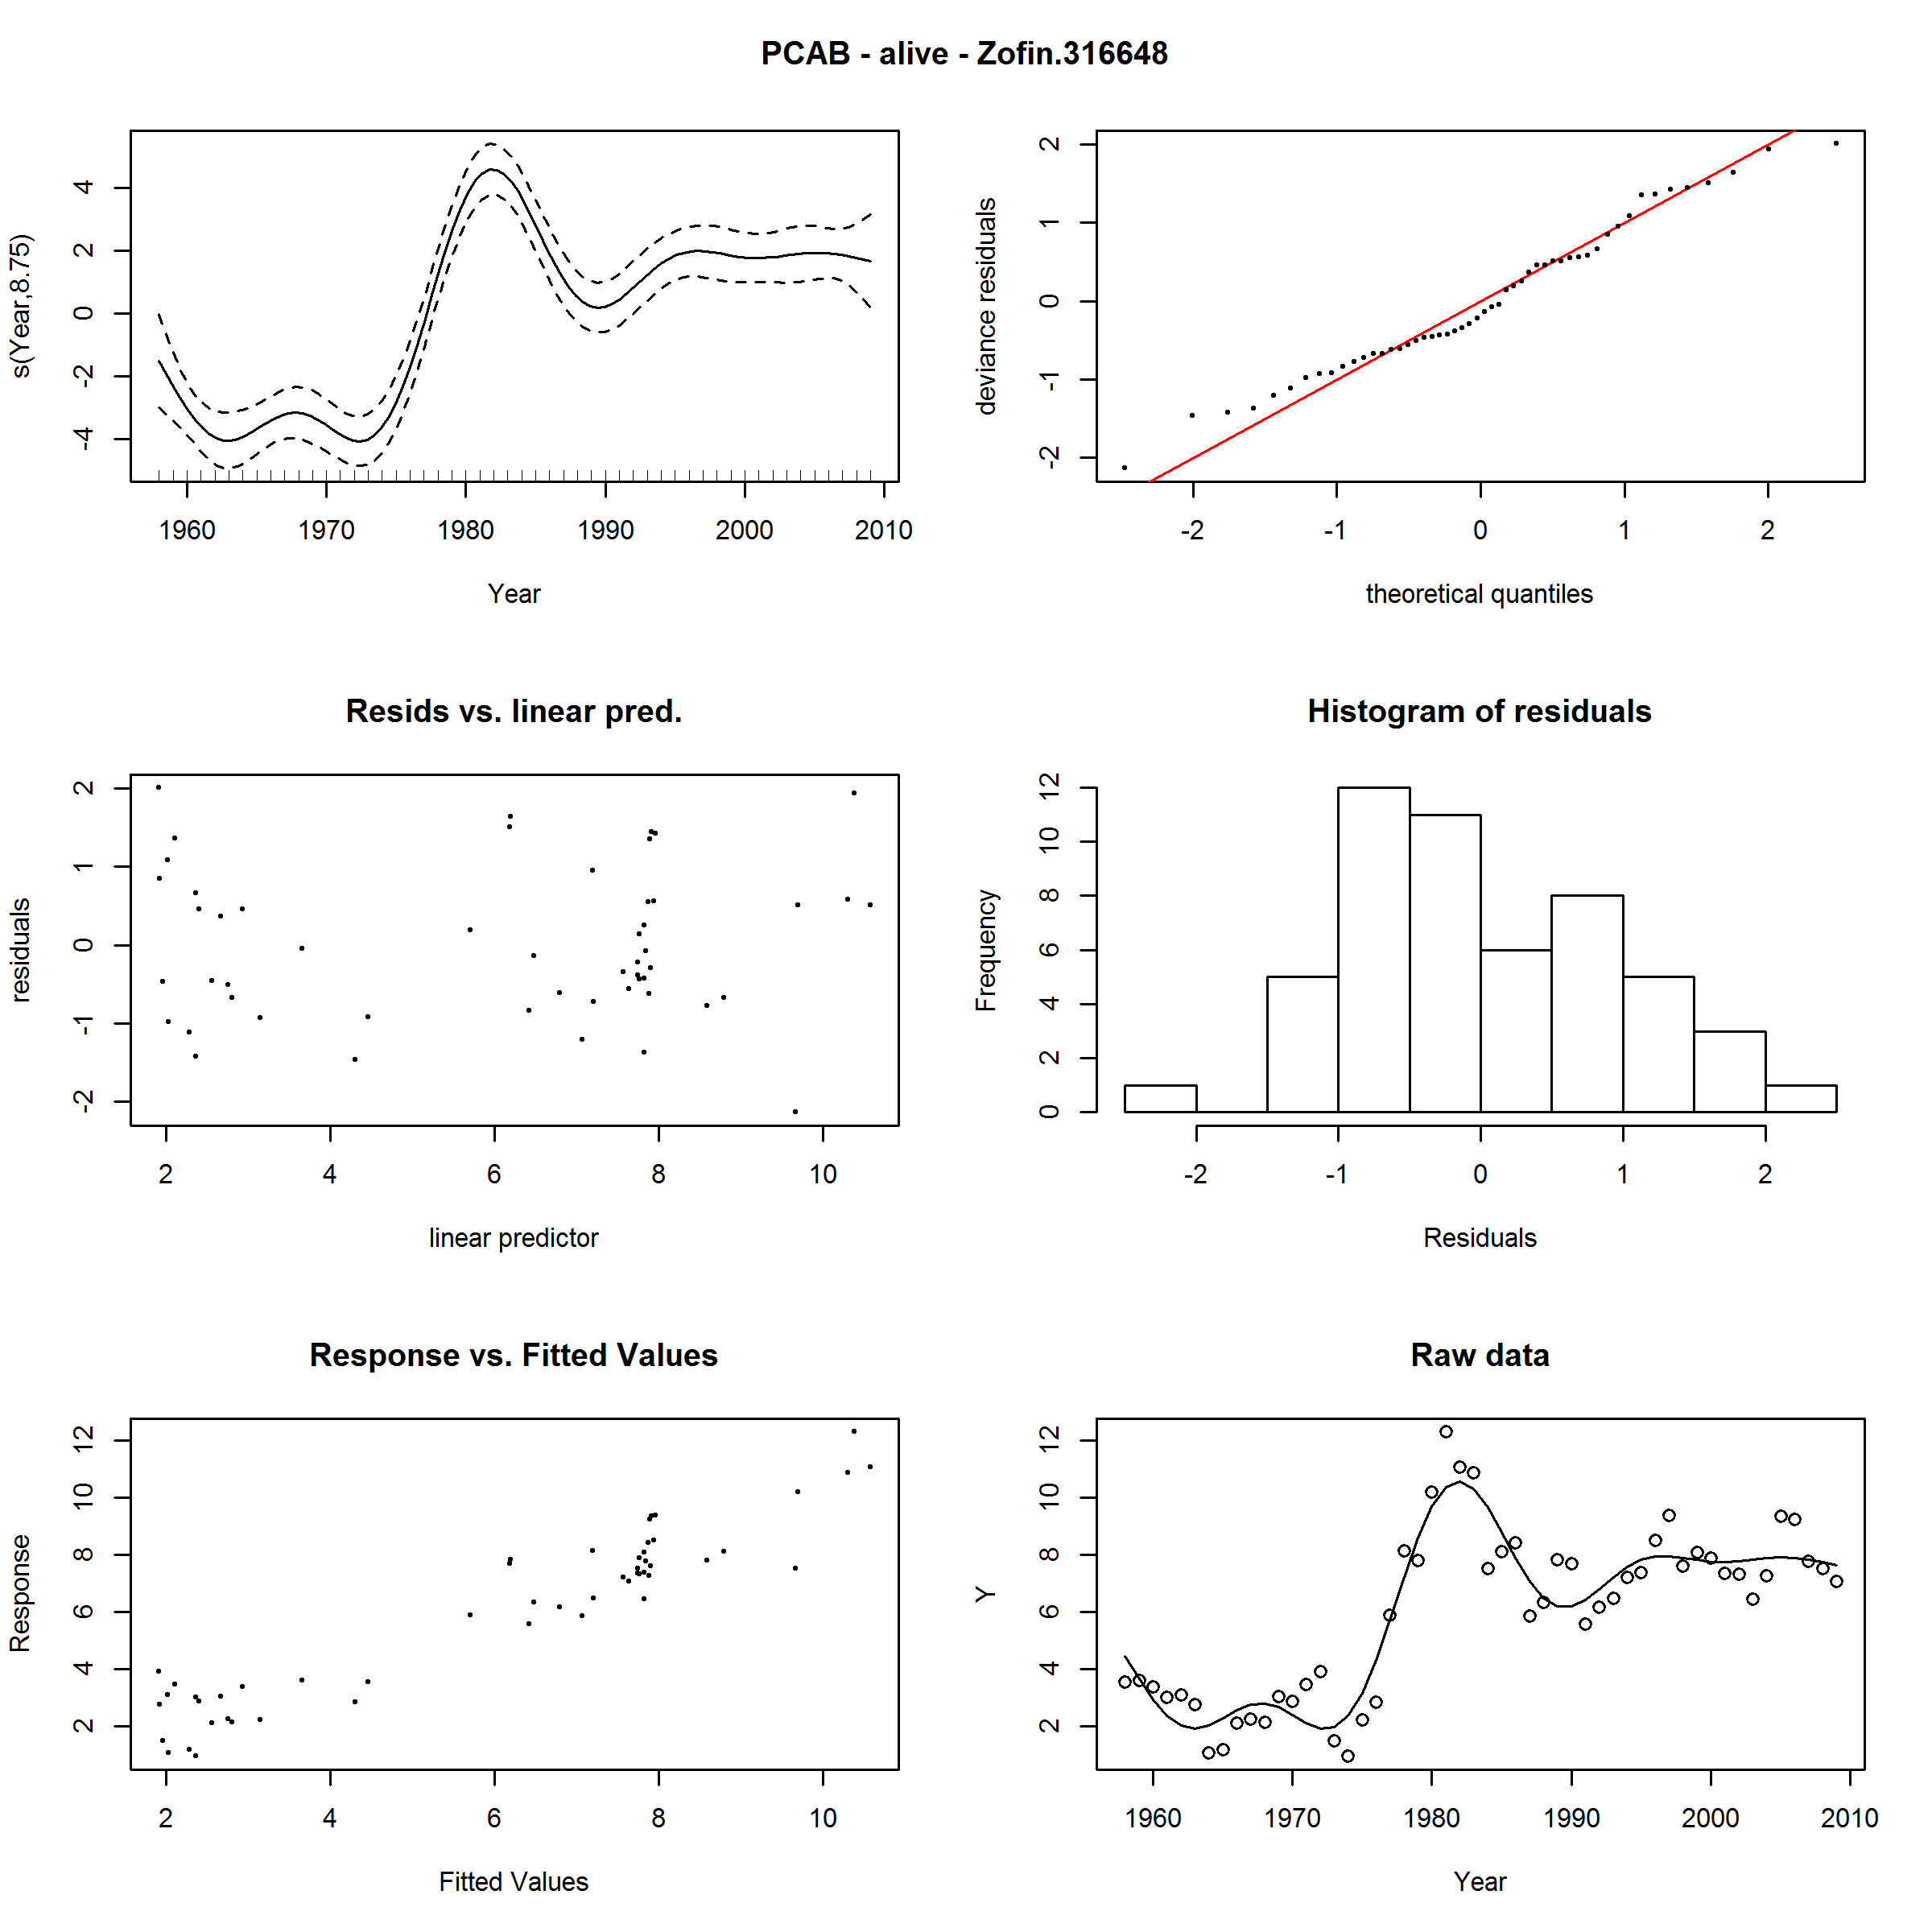 PCAB - alive - Zofin.316648
s(Year,8.75)
4
2
0
-2
-4
1960 1970 1980 1990 2000 2010
Year
deviance residuals
2
1
0
-1
-2
-2 -1 0 1 2
theoretical quantiles
Resids vs. linear pred.
residuals
2
1
0
-1
-2
2 4 6 8 10
linear predictor
Histogram of residuals
Frequency
12
10
8
6
4
2
0
-2 -1 0 1 2
Residuals
Response vs. Fitted Values
Response
12
10
8
6
4
2
2 4 6 8 10
Fitted Values
Raw data
Y
12
10
8
6
4
2
1960 1970 1980 1990 2000 2010
Year